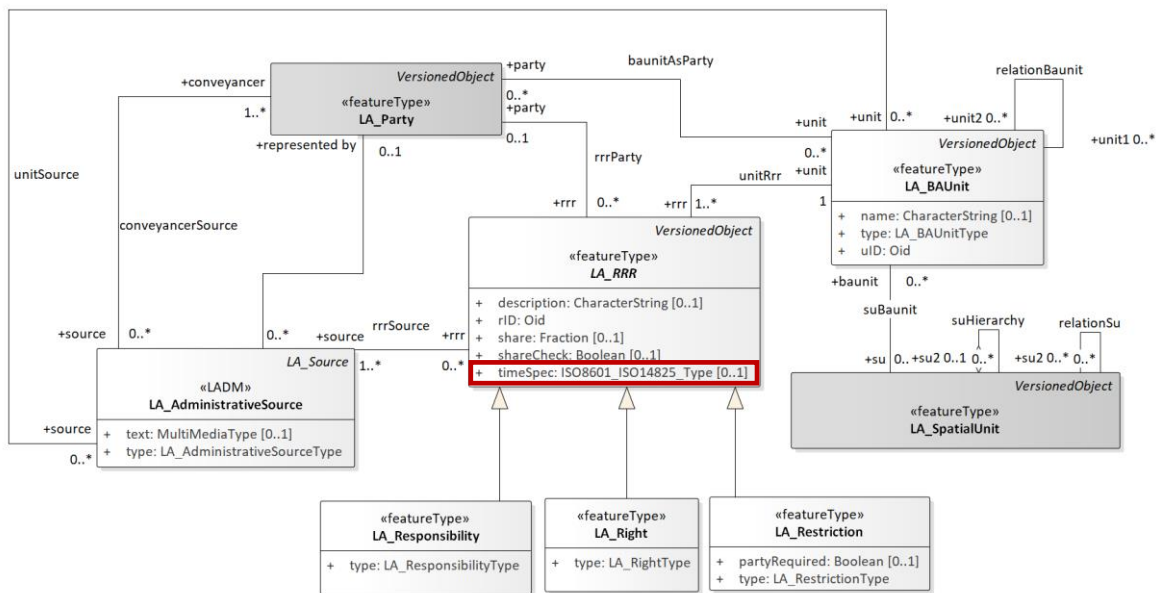 +conveyancer
1..*
VersionedObject
«featureType»
LA_Party
+represented by
0..1
+party
0..*
+party
0..1
baunitAsParty
rrrParty
unitSource
conveyancerSource
+unit
0..*
+unit 0..*
+unit2 0..*
relationBaunit
+unit1 0..*
unitRrr
+unit
1
+rrr
0..*
+rrr
1..*
VersionedObject
«featureType»
LA_BAUnit
+ name: CharacterString [0..1]
+ type: LA_BAUnitType
+ uID: Oid
VersionedObject
«featureType»
LA_RRR
+ description: CharacterString [0..1]
+ rID: Oid
+ share: Fraction [0..1]
+ shareCheck: Boolean [0..1]
+ timeSpec: ISO8601_ISO14825_Type [0..1]
+baunit
0..*
suBaunit
suHierarchy
relationSu
+su
0..*
+su2 0..1
0..*
+su2 0..*
0..*
VersionedObject
«featureType»
LA_SpatialUnit
+source
0..*
0..*
+source
1..*
rrrSource
+rrr
0..*
LA_Source
«LADM»
LA_AdministrativeSource
+ text: MultiMediaType [0..1]
+ type: LA_AdministrativeSourceType
+source
0..*
«featureType»
LA_Responsibility
+ type: LA_ResponsibilityType
«featureType»
LA_Right
+ type: LA_RightType
«featureType»
LA_Restriction
+ partyRequired: Boolean [0..1]
+ type: LA_RestrictionType